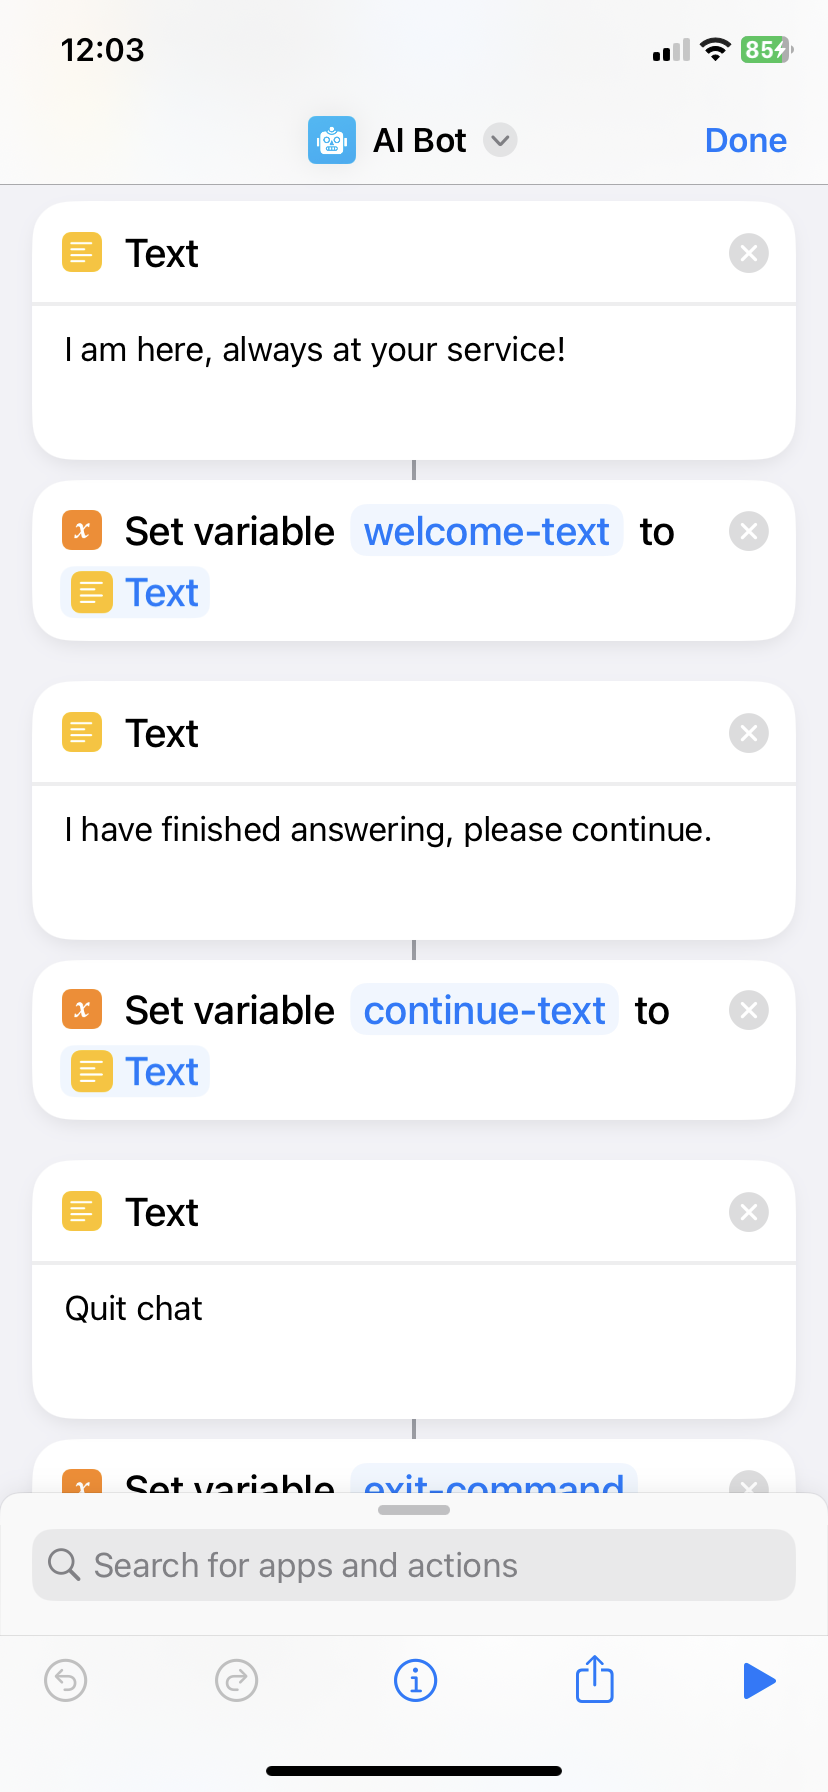 12:03
85
AI Bot
Done
Text
I am here, always at your service!
Set variable welcome-text to
Text
Text
I have finished answering, please continue.
Set variable continue-text to
Text
Text
Quit chat
Set variable exit-command
Search for apps and actions